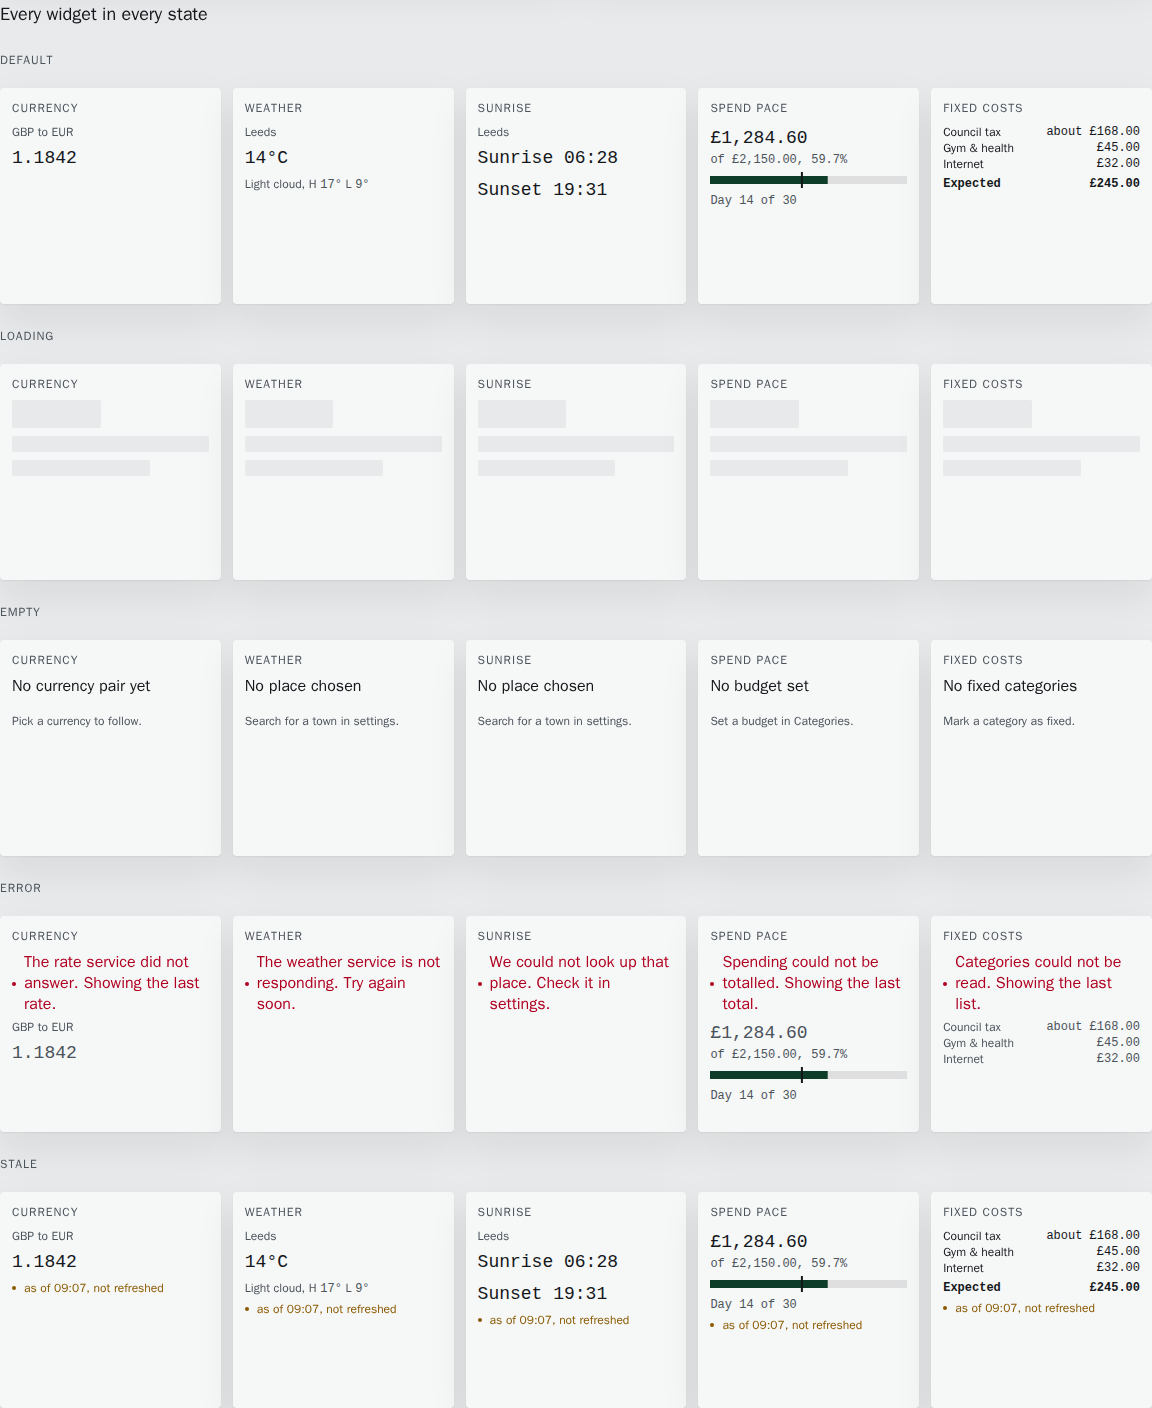 Every widget in every state
DEFAULT
CURRENCY
GBP to EUR
1.1842
WEATHER
Leeds
14°C
Light cloud, H 17° L 9°
SUNRISE
Leeds
Sunrise 06:28
Sunset 19:31
SPEND PACE
£1,284.60
of £2,150.00, 59.7%
Day 14 of 30
FIXED COSTS
Council tax about £168.00
Gym & health £45.00
Internet £32.00
Expected £245.00
LOADING
CURRENCY
WEATHER
SUNRISE
SPEND PACE
FIXED COSTS
EMPTY
CURRENCY
No currency pair yet
Pick a currency to follow.
WEATHER
No place chosen
Search for a town in settings.
SUNRISE
No place chosen
Search for a town in settings.
SPEND PACE
No budget set
Set a budget in Categories.
FIXED COSTS
No fixed categories
Mark a category as fixed.
ERROR
CURRENCY
The rate service did not
• answer. Showing the last
rate.
GBP to EUR
1.1842
WEATHER
The weather service is not
• responding. Try again
soon.
SUNRISE
We could not look up that
• place. Check it in
settings.
SPEND PACE
Spending could not be
• totalled. Showing the last
total.
£1,284.60
of £2,150.00, 59.7%
Day 14 of 30
FIXED COSTS
Categories could not be
• read. Showing the last
list.
Council tax about £168.00
Gym & health £45.00
Internet £32.00
STALE
CURRENCY
GBP to EUR
1.1842
• as of 09:07, not refreshed
WEATHER
Leeds
14°C
Light cloud, H 17° L 9°
• as of 09:07, not refreshed
SUNRISE
Leeds
Sunrise 06:28
Sunset 19:31
• as of 09:07, not refreshed
SPEND PACE
£1,284.60
of £2,150.00, 59.7%
Day 14 of 30
• as of 09:07, not refreshed
FIXED COSTS
Council tax about £168.00
Gym & health £45.00
Internet £32.00
Expected £245.00
• as of 09:07, not refreshed